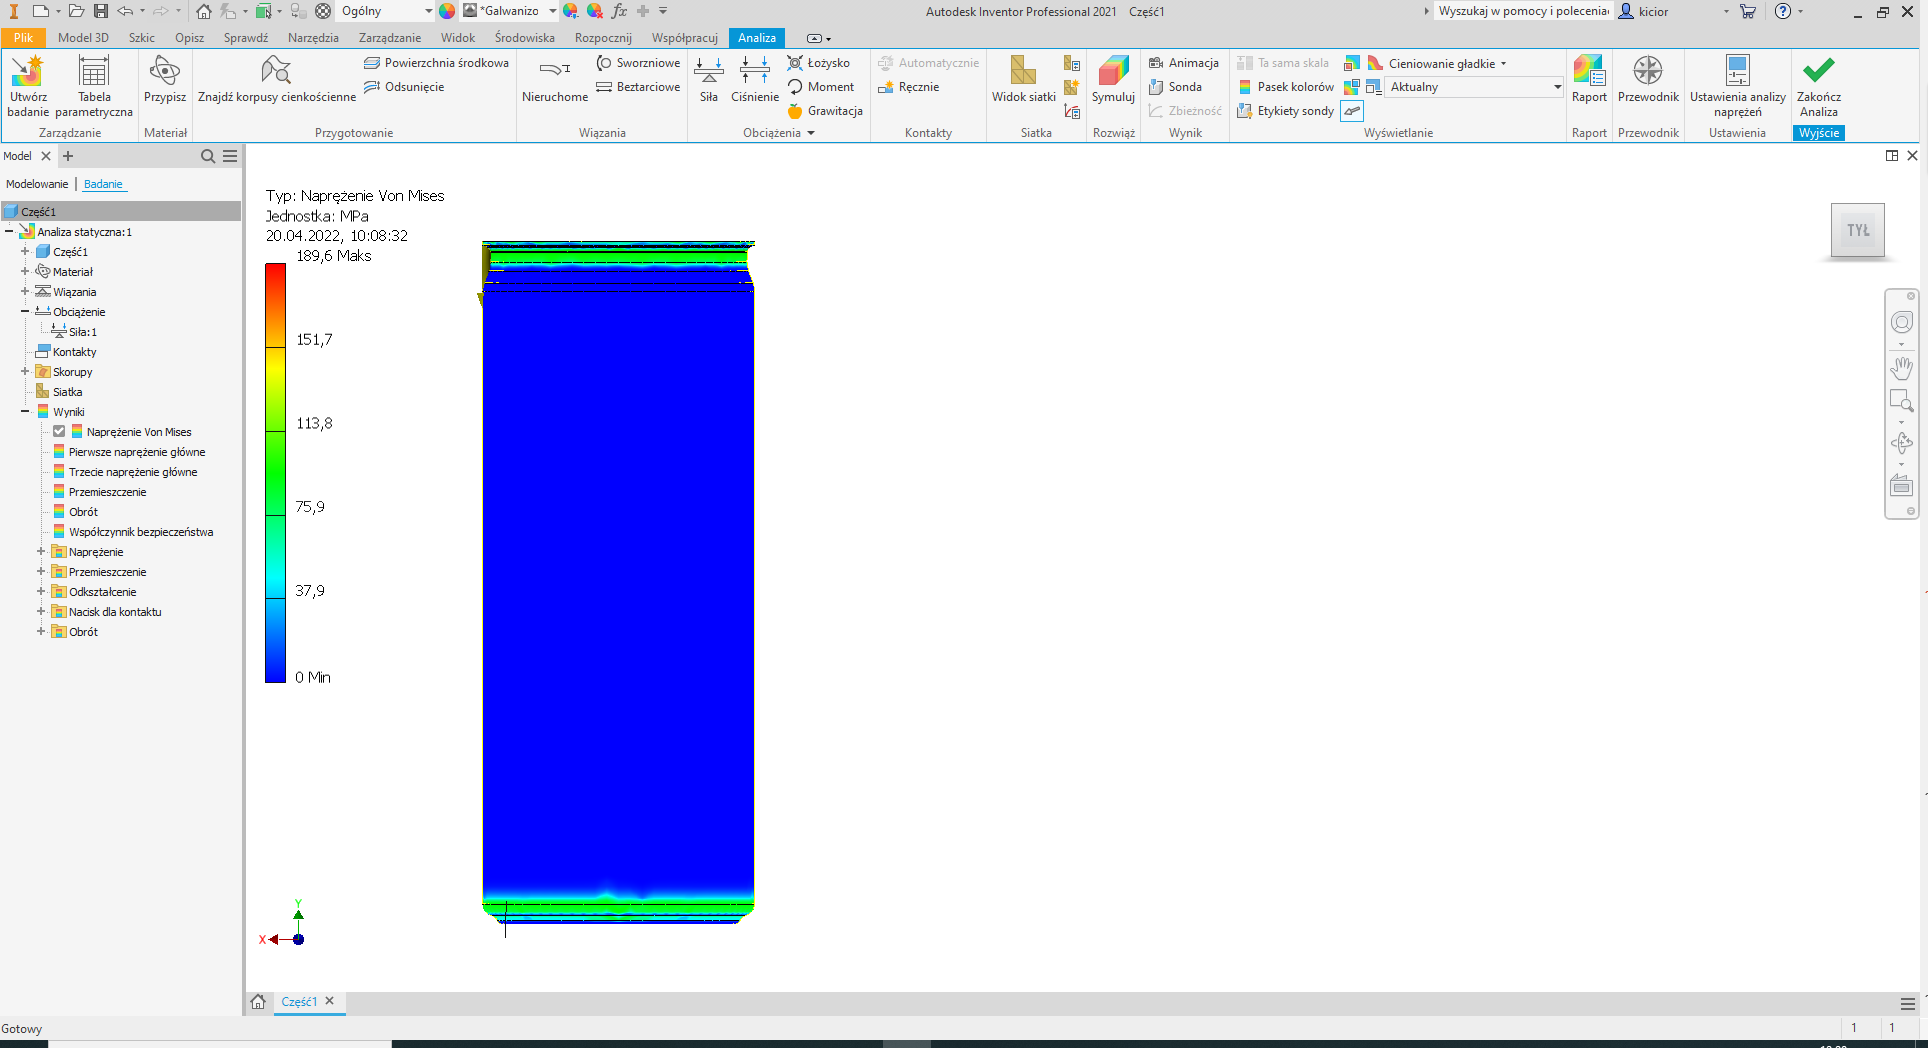 Ogólny
*Galwanizo
fx
Autodesk Inventor Professional 2021 Część1
Wyszukaj w pomocy i poleceniac
kicior
Plik Model 3D Szkic Opisz Sprawdź Narzędzia Zarządzanie Widok Środowiska Rozpocznij Współpracuj Analiza
Utwórz badanie
Tabela parametryczna
Zarządzanie
Przypisz
Materiał
Znajdź korpusy cienkościenne
Powierzchnia środkowa
Odsunięcie
Przygotowanie
Nieruchome
Sworzniowe
Beztarciowe
Wiązania
Siła
Ciśnienie
Łożysko
Moment
Grawitacja
Obciążenia
Automatycznie
Ręcznie
Kontakty
Widok siatki
Siatka
Symuluj
Rozwiąż
Animacja
Sonda
Zbieżność
Wynik
Ta sama skala
Pasek kolorów
Etykiety sondy
Cieniowanie gładkie
Aktualny
Wyświetlanie
Raport
Raport
Przewodnik
Przewodnik
Ustawienia analizy naprężeń
Ustawienia
Zakończ Analiza
Wyjście
Model
Modelowanie | Badanie
Część1
Analiza statyczna:1
Część1
Materiał
Wiązania
Obciążenie
Siła:1
Kontakty
Skorupy
Siatka
Wyniki
Naprężenie Von Mises
Pierwsze naprężenie główne
Trzecie naprężenie główne
Przemieszczenie
Obrót
Współczynnik bezpieczeństwa
Naprężenie
Przemieszczenie
Odkształcenie
Nacisk dla kontaktu
Obrót
Typ: Naprężenie Von Mises
Jednostka: MPa
20.04.2022, 10:08:32
189,6 Maks
151,7
113,8
75,9
37,9
0 Min
TYŁ
Y
X
Część1
Gotowy
1 1